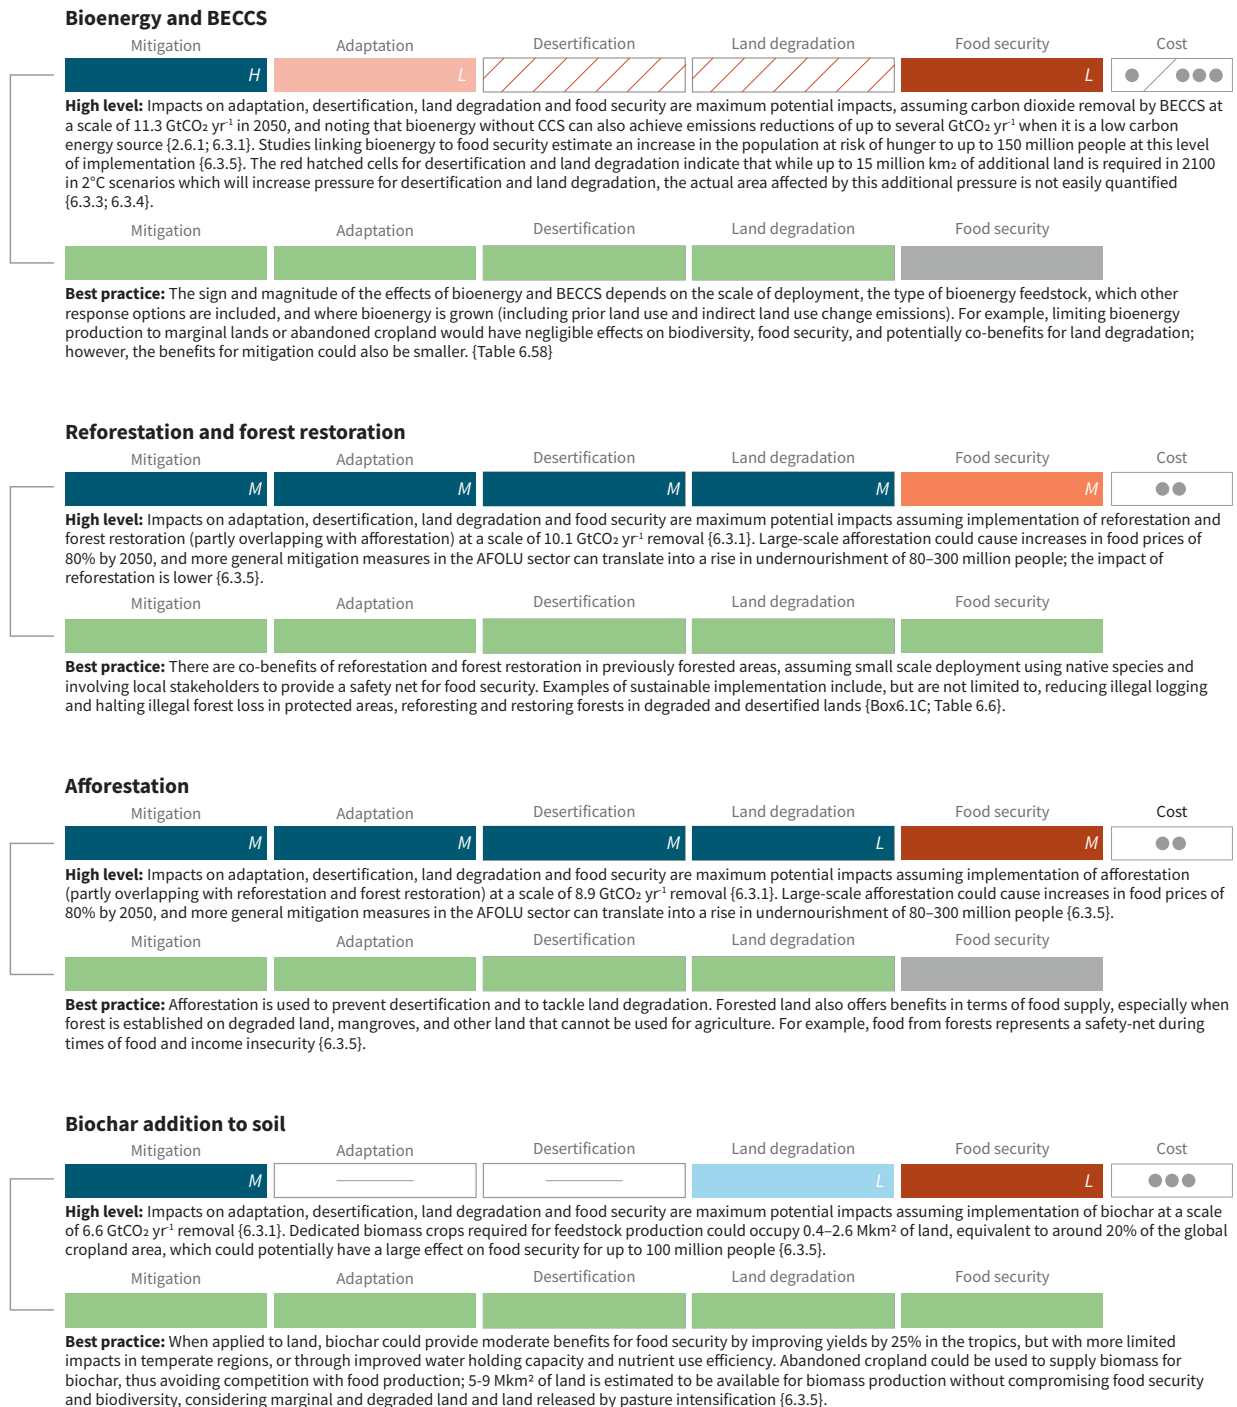 Bioenergy and BECCS
Mitigation Adaptation Desertification Land degradation Food security Cost
H L L
High level: Impacts on adaptation, desertification, land degradation and food security are maximum potential impacts, assuming carbon dioxide removal by BECCS at
a scale of 11.3 GtCO₂ yr⁻¹ in 2050, and noting that bioenergy without CCS can also achieve emissions reductions of up to several GtCO₂ yr⁻¹ when it is a low carbon
energy source {2.6.1; 6.3.1}. Studies linking bioenergy to food security estimate an increase in the population at risk of hunger to up to 150 million people at this level
of implementation {6.3.5}. The red hatched cells for desertification and land degradation indicate that while up to 15 million km₂ of additional land is required in 2100
in 2°C scenarios which will increase pressure for desertification and land degradation, the actual area affected by this additional pressure is not easily quantified
{6.3.3; 6.3.4}.
Mitigation Adaptation Desertification Land degradation Food security
Best practice: The sign and magnitude of the effects of bioenergy and BECCS depends on the scale of deployment, the type of bioenergy feedstock, which other
response options are included, and where bioenergy is grown (including prior land use and indirect land use change emissions). For example, limiting bioenergy
production to marginal lands or abandoned cropland would have negligible effects on biodiversity, food security, and potentially co-benefits for land degradation;
however, the benefits for mitigation could also be smaller. {Table 6.58}
Reforestation and forest restoration
Mitigation Adaptation Desertification Land degradation Food security Cost
M M M M M
High level: Impacts on adaptation, desertification, land degradation and food security are maximum potential impacts assuming implementation of reforestation and
forest restoration (partly overlapping with afforestation) at a scale of 10.1 GtCO₂ yr⁻¹ removal {6.3.1}. Large-scale afforestation could cause increases in food prices of
80% by 2050, and more general mitigation measures in the AFOLU sector can translate into a rise in undernourishment of 80–300 million people; the impact of
reforestation is lower {6.3.5}.
Mitigation Adaptation Desertification Land degradation Food security
Best practice: There are co-benefits of reforestation and forest restoration in previously forested areas, assuming small scale deployment using native species and
involving local stakeholders to provide a safety net for food security. Examples of sustainable implementation include, but are not limited to, reducing illegal logging
and halting illegal forest loss in protected areas, reforesting and restoring forests in degraded and desertified lands {Box6.1C; Table 6.6}.
Afforestation
Mitigation Adaptation Desertification Land degradation Food security Cost
M M M L M
High level: Impacts on adaptation, desertification, land degradation and food security are maximum potential impacts assuming implementation of afforestation
(partly overlapping with reforestation and forest restoration) at a scale of 8.9 GtCO₂ yr⁻¹ removal {6.3.1}. Large-scale afforestation could cause increases in food prices of
80% by 2050, and more general mitigation measures in the AFOLU sector can translate into a rise in undernourishment of 80–300 million people {6.3.5}.
Mitigation Adaptation Desertification Land degradation Food security
Best practice: Afforestation is used to prevent desertification and to tackle land degradation. Forested land also offers benefits in terms of food supply, especially when
forest is established on degraded land, mangroves, and other land that cannot be used for agriculture. For example, food from forests represents a safety-net during
times of food and income insecurity {6.3.5}.
Biochar addition to soil
Mitigation Adaptation Desertification Land degradation Food security Cost
M L L
High level: Impacts on adaptation, desertification, land degradation and food security are maximum potential impacts assuming implementation of biochar at a scale
of 6.6 GtCO₂ yr⁻¹ removal {6.3.1}. Dedicated biomass crops required for feedstock production could occupy 0.4–2.6 Mkm² of land, equivalent to around 20% of the global
cropland area, which could potentially have a large effect on food security for up to 100 million people {6.3.5}.
Mitigation Adaptation Desertification Land degradation Food security
Best practice: When applied to land, biochar could provide moderate benefits for food security by improving yields by 25% in the tropics, but with more limited
impacts in temperate regions, or through improved water holding capacity and nutrient use efficiency. Abandoned cropland could be used to supply biomass for
biochar, thus avoiding competition with food production; 5-9 Mkm² of land is estimated to be available for biomass production without compromising food security
and biodiversity, considering marginal and degraded land and land released by pasture intensification {6.3.5}.